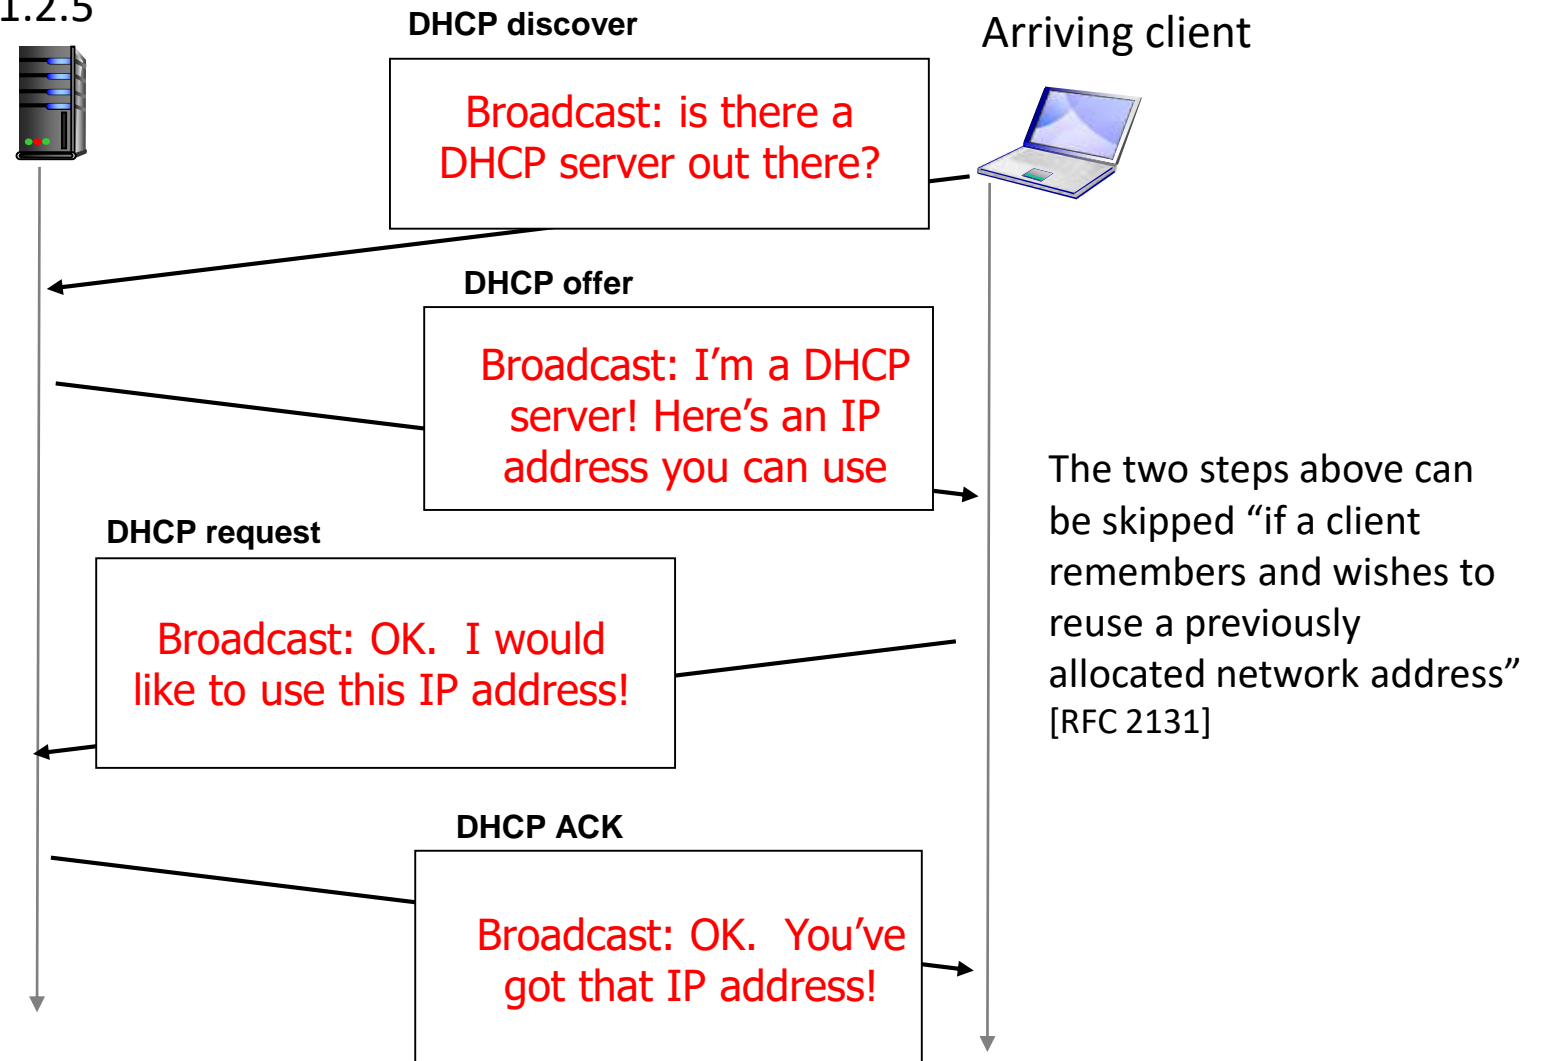 1.2.5
DHCP discover
Arriving client
Broadcast: is there a
DHCP server out there?
DHCP offer
Broadcast: I’m a DHCP
server! Here’s an IP
address you can use
The two steps above can
be skipped “if a client
remembers and wishes to
reuse a previously
allocated network address”
[RFC 2131]
DHCP request
Broadcast: OK.  I would
like to use this IP address!
DHCP ACK
Broadcast: OK.  You’ve
got that IP address!